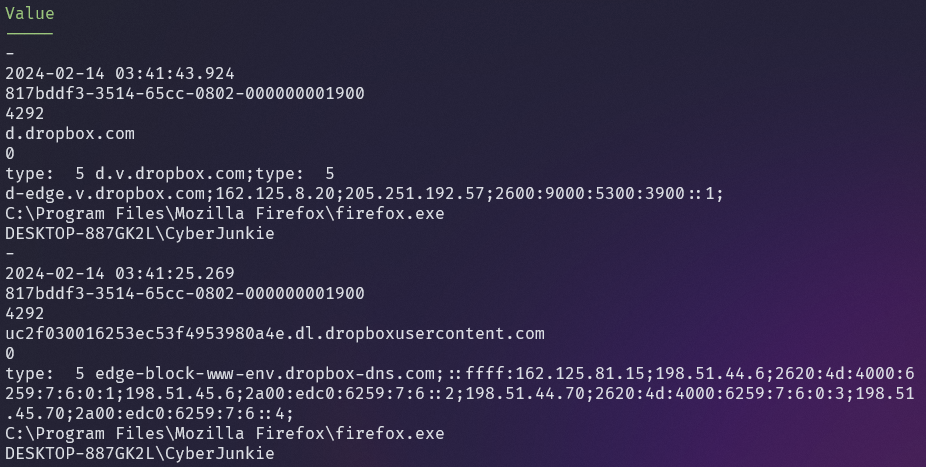 Value
-----
-
2024-02-14 03:41:43.924
817bddf3-3514-65cc-0802-000000001900
4292
d.dropbox.com
0
type:  5 d.v.dropbox.com;type:  5
d-edge.v.dropbox.com;162.125.8.20;205.251.192.57;2600:9000:5300:3900::1;
C:\Program Files\Mozilla Firefox\firefox.exe
DESKTOP-887GK2L\CyberJunkie
-
2024-02-14 03:41:25.269
817bddf3-3514-65cc-0802-000000001900
4292
uc2f030016253ec53f4953980a4e.dl.dropboxusercontent.com
0
type:  5 edge-block-www-env.dropbox-dns.com;::ffff:162.125.81.15;198.51.44.6;2620:4d:4000:6
259:7:6:0:1;198.51.45.6;2a00:edc0:6259:7:6::2;198.51.44.70;2620:4d:4000:6259:7:6:0:3;198.51
.45.70;2a00:edc0:6259:7:6::4;
C:\Program Files\Mozilla Firefox\firefox.exe
DESKTOP-887GK2L\CyberJunkie